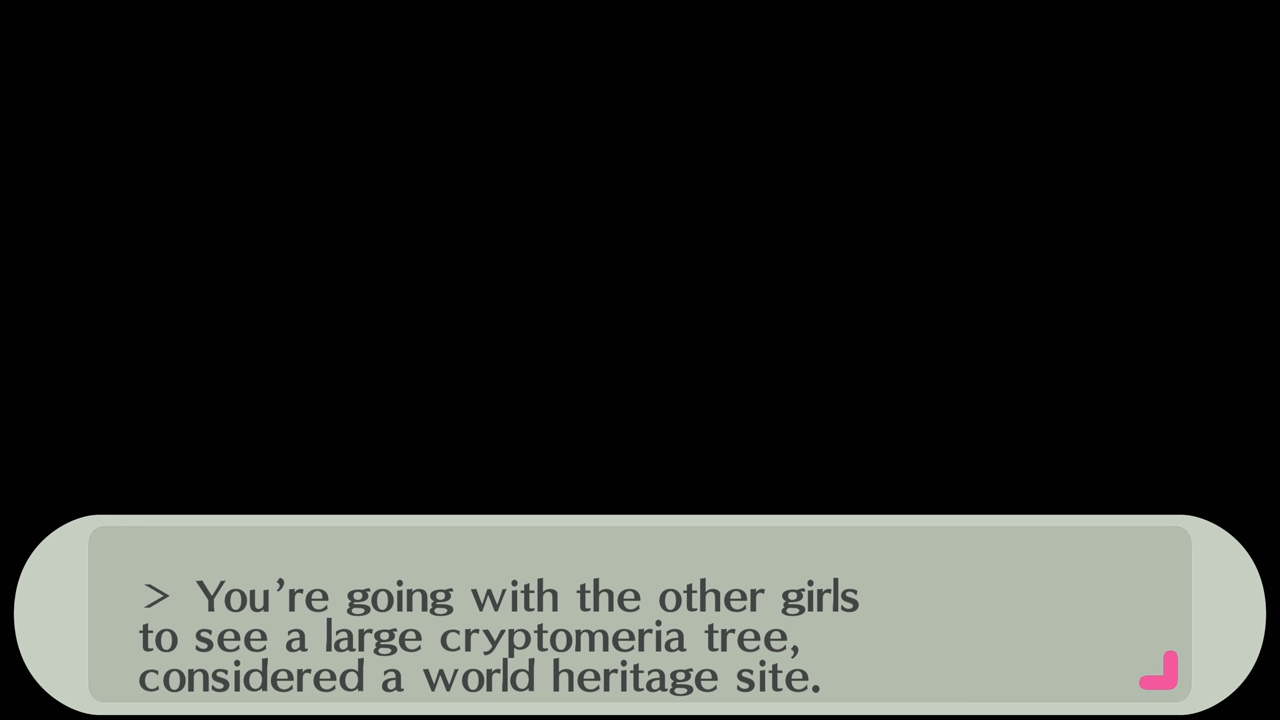 > You’re going with the other girls
to see a large cryptomeria tree,
considered a world heritage site.